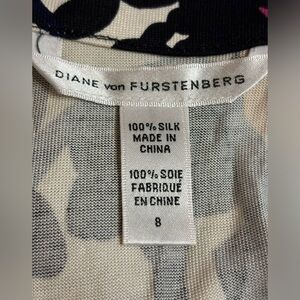 DIANE von FURSTENBERG
100% SILK
MADE IN
CHINA
100% SOIE
FABRIQUÉ
EN CHINE
8